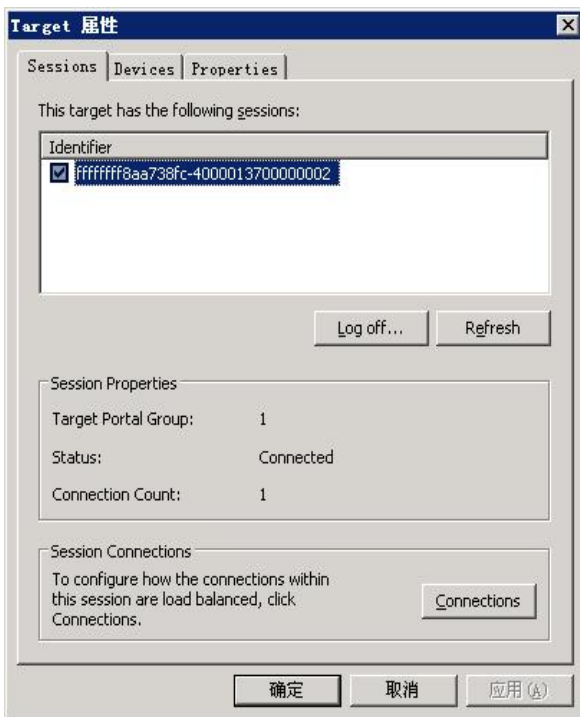 Target 属性
Sessions Devices Properties
This target has the following sessions:
Identifier
ffffffff8aa738fc-4000013700000002
Log off... Refresh
Session Properties
Target Portal Group: 1
Status: Connected
Connection Count: 1
Session Connections
To configure how the connections within
this session are load balanced, click
Connections.
Connections
确定 取消 应用(A)